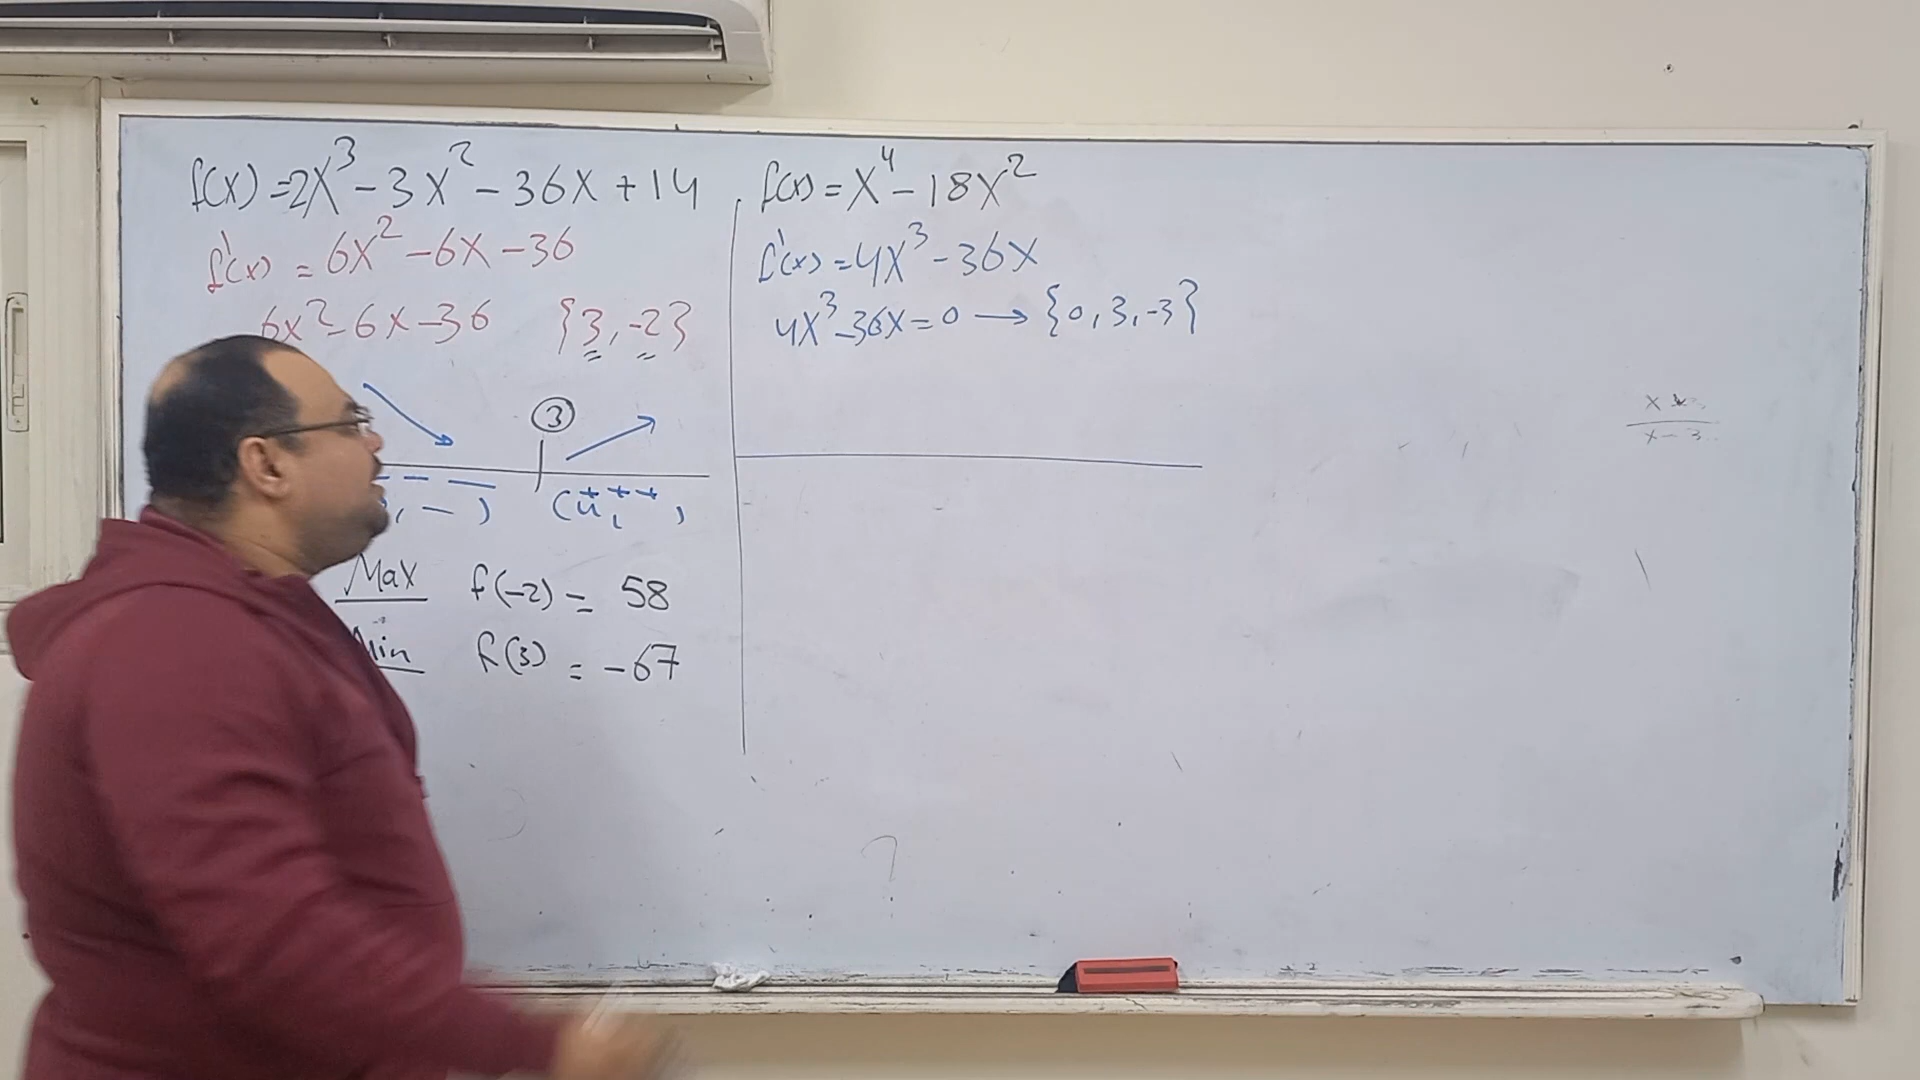 f(x) = 2x³ - 3x² - 36x + 14
f'(x) = 6x² - 6x - 36
6x² - 6x - 36 {3, -2}
3
- - -
+ + +
Max f(-2) = 58
Min f(3) = -67
f(x) = x⁴ - 18x²
f'(x) = 4x³ - 36x
4x³ - 36x = 0 → {0, 3, -3}
?